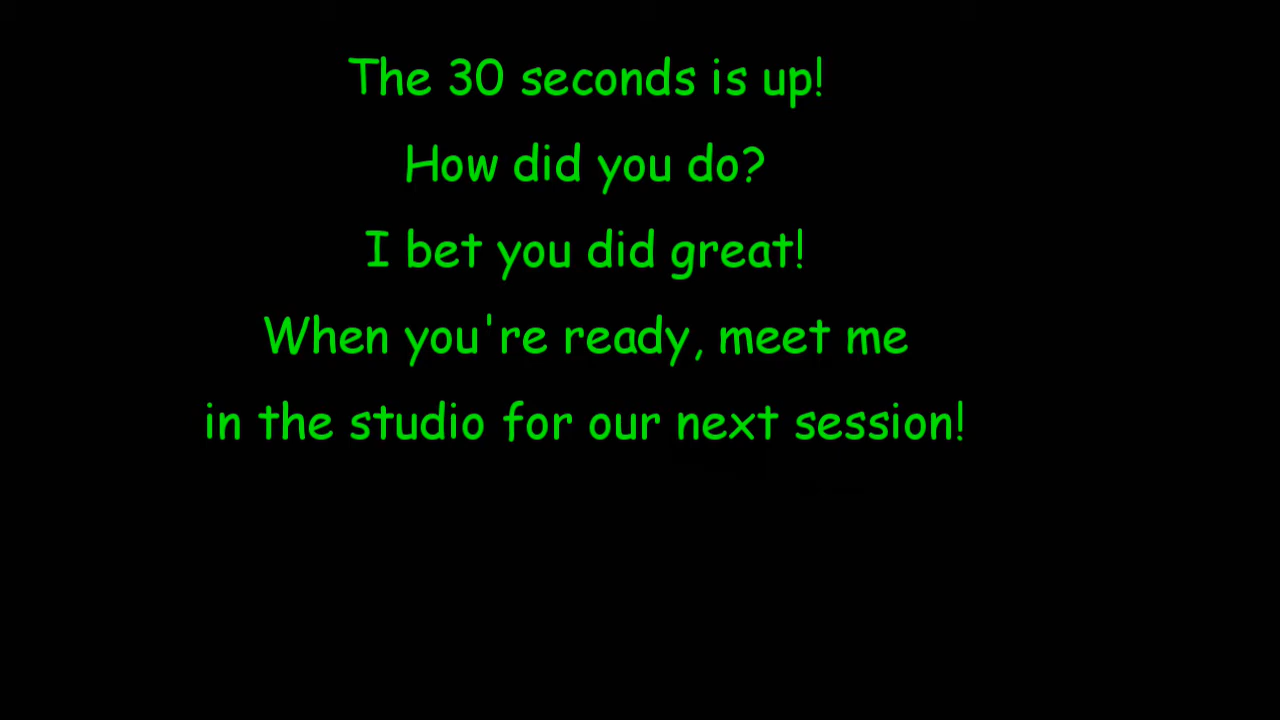 The 30 seconds is up!
How did you do?
I bet you did great!
When you're ready, meet me
in the studio for our next session!